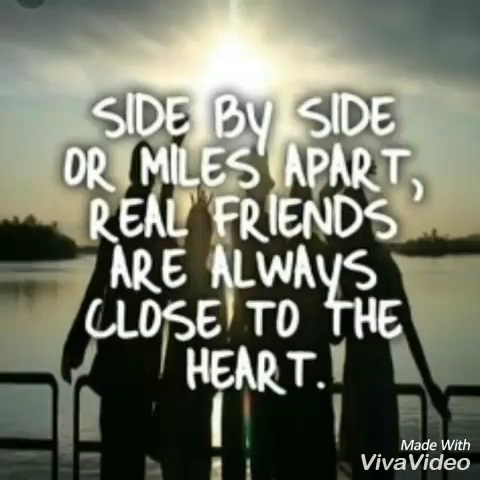 SIDE BY SIDE
OR MILES APART,
REAL FRIENDS
ARE ALWAYS
CLOSE TO THE
HEART.
Made With
VivaVideo